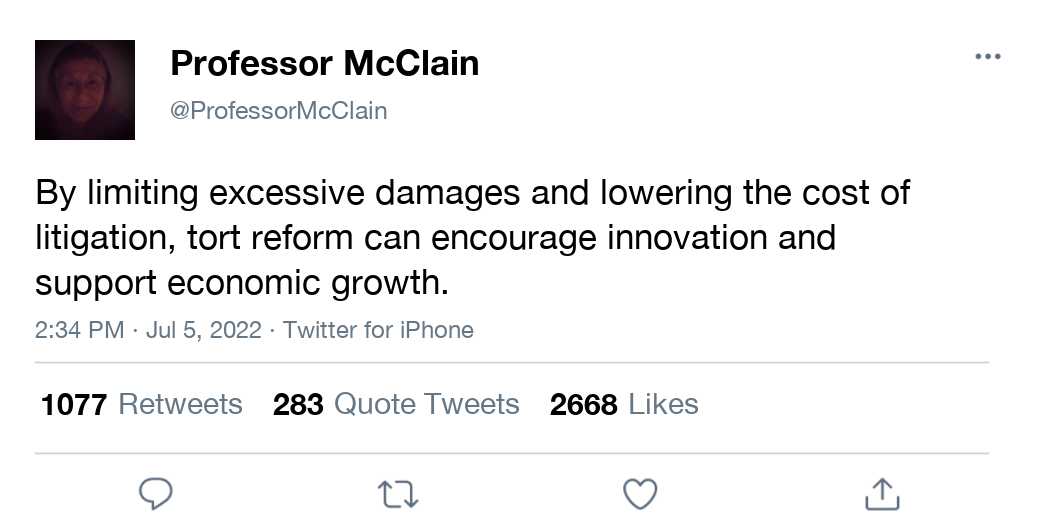 Professor McClain
@ProfessorMcClain
By limiting excessive damages and lowering the cost of
litigation, tort reform can encourage innovation and
support economic growth.
2:34 PM · Jul 5, 2022 · Twitter for iPhone
1077 Retweets 283 Quote Tweets 2668 Likes